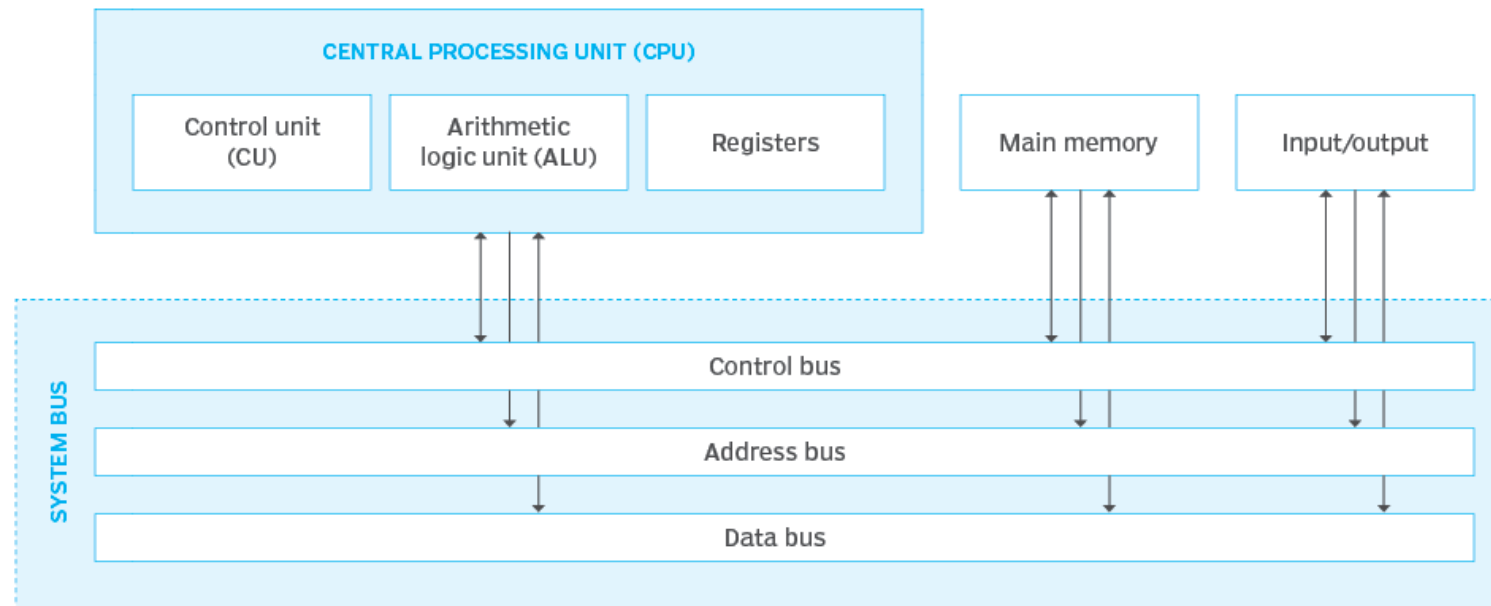 CENTRAL PROCESSING UNIT (CPU)
Control unit
(CU)
Arithmetic
logic unit (ALU)
Registers
Main memory
Input/output
SYSTEM BUS
Control bus
Address bus
Data bus